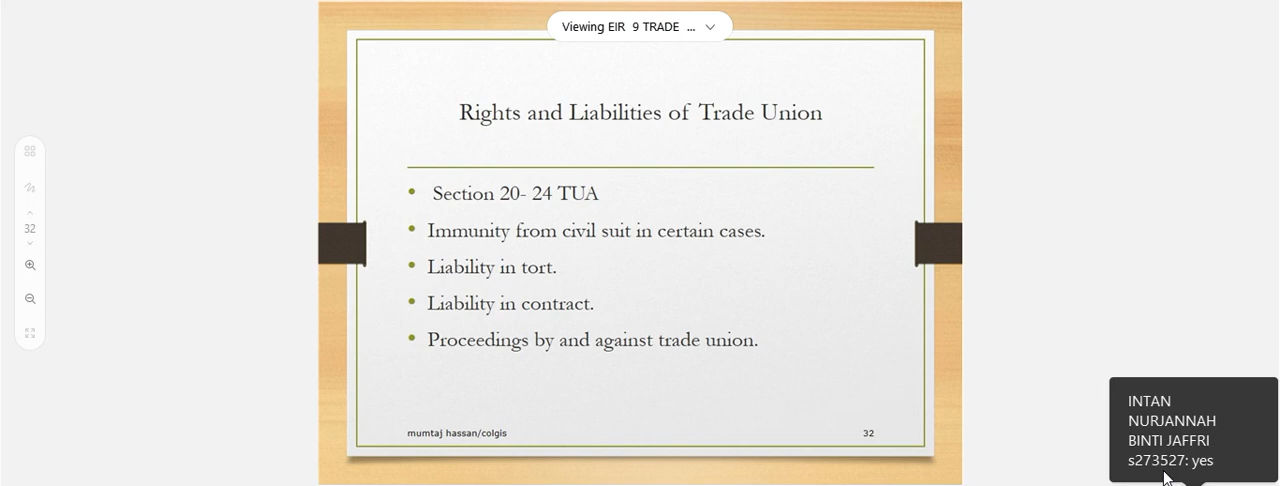 Viewing EIR 9 TRADE ...
Rights and Liabilities of Trade Union
• Section 20- 24 TUA
• Immunity from civil suit in certain cases.
• Liability in tort.
• Liability in contract.
• Proceedings by and against trade union.
mumtaj hassan/colgis
32
32
INTAN
NURJANNAH
BINTI JAFFRI
s273527: yes